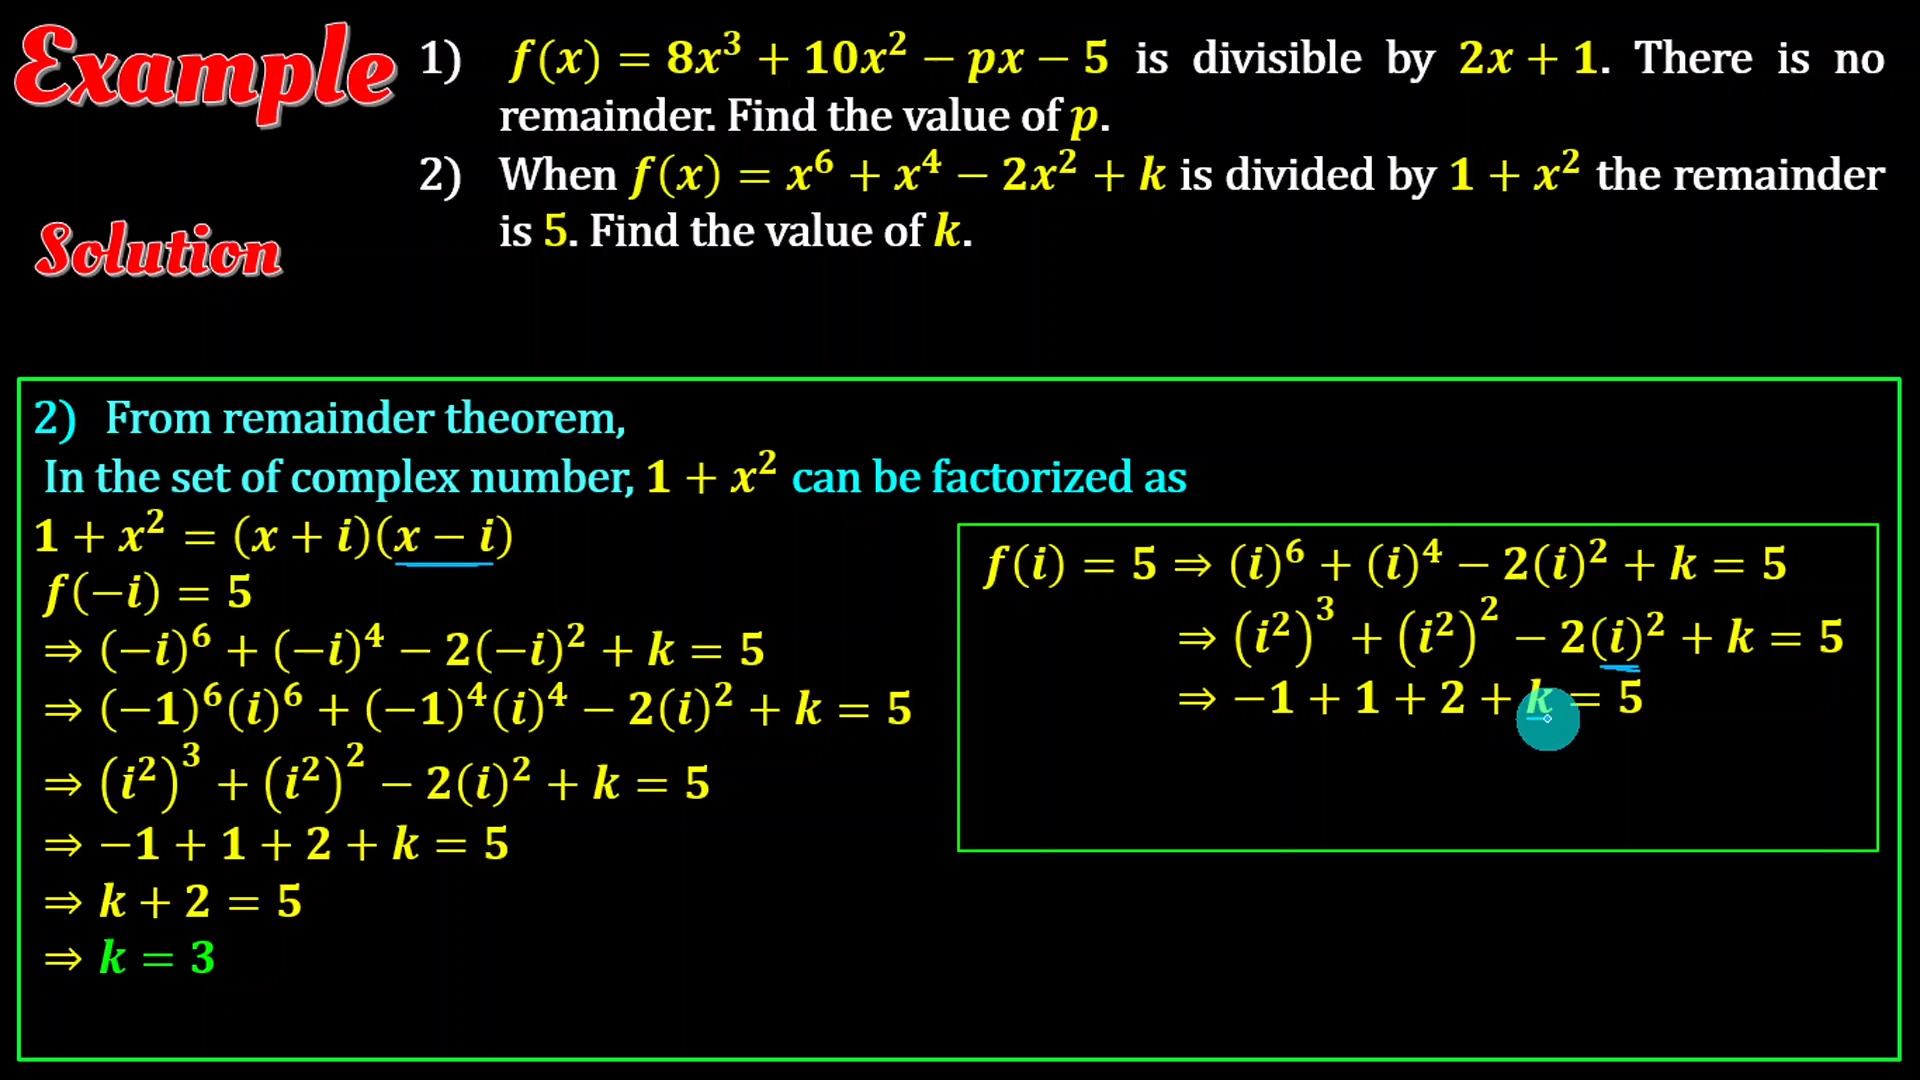 Example
1) f(x) = 8x³ + 10x² − px − 5 is divisible by 2x + 1. There is no
remainder. Find the value of p.
2) When f(x) = x⁶ + x⁴ − 2x² + k is divided by 1 + x² the remainder
is 5. Find the value of k.
Solution
2) From remainder theorem,
In the set of complex number, 1 + x² can be factorized as
1 + x² = (x + i)(x − i)
f(−i) = 5
⇒ (−i)⁶ + (−i)⁴ − 2(−i)² + k = 5
⇒ (−1)⁶(i)⁶ + (−1)⁴(i)⁴ − 2(i)² + k = 5
⇒ (i²)³ + (i²)² − 2(i)² + k = 5
⇒ −1 + 1 + 2 + k = 5
⇒ k + 2 = 5
⇒ k = 3
f(i) = 5 ⇒ (i)⁶ + (i)⁴ − 2(i)² + k = 5
⇒ (i²)³ + (i²)² − 2(i)² + k = 5
⇒ −1 + 1 + 2 + k = 5